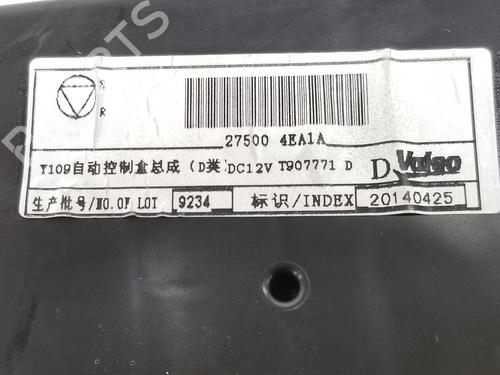 S
R
27500 4EA1A
Y109自动控制盒总成（D类）DC12V T907771 D
D Valeo
生产批号/NO.OF LOT 9234 标识/INDEX 20140425
PARTS